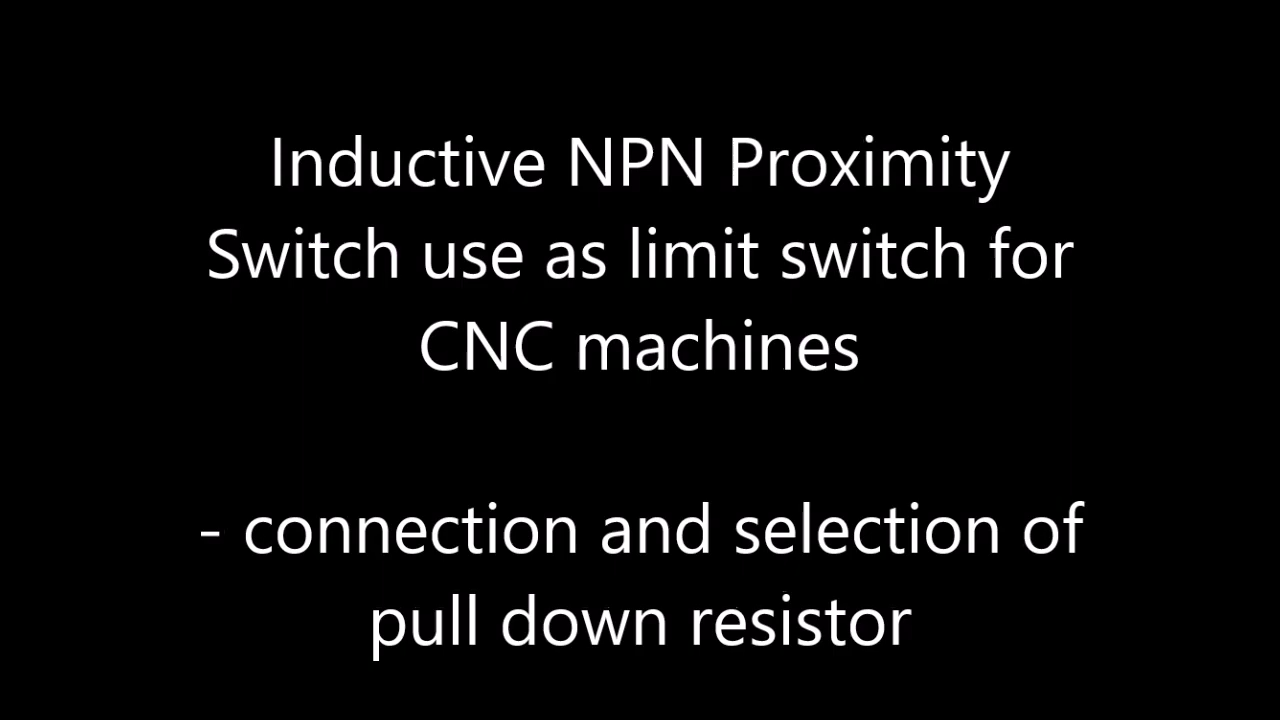 Inductive NPN Proximity
Switch use as limit switch for
CNC machines
- connection and selection of
pull down resistor